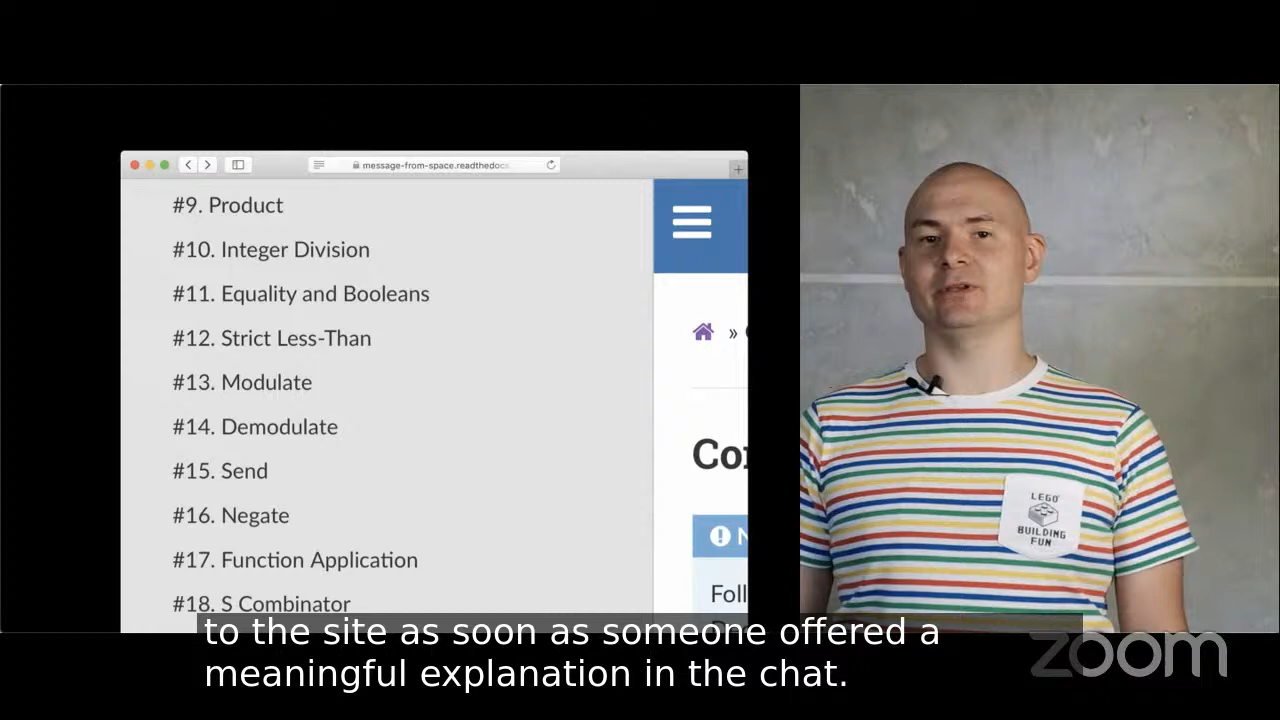 message-from-space.readthedocs
#9. Product
#10. Integer Division
#11. Equality and Booleans
#12. Strict Less-Than
#13. Modulate
#14. Demodulate
#15. Send
#16. Negate
#17. Function Application
#18. S Combinator
»
Foll
LEGO
BUILDING
FUN
to the site as soon as someone offered a
meaningful explanation in the chat.
zoom